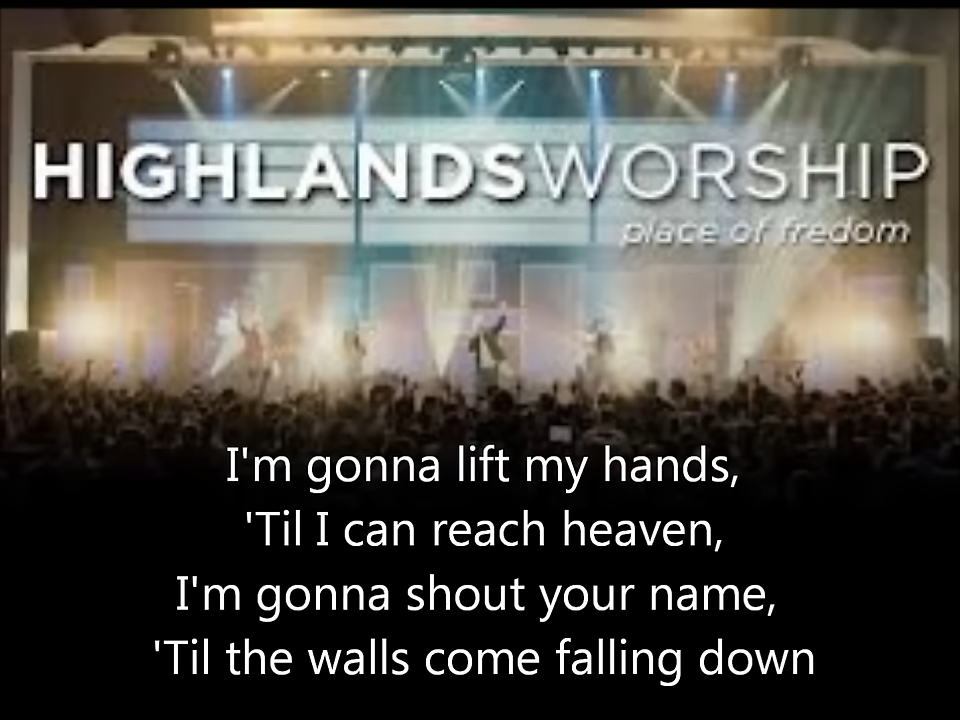 HIGHLANDSWORSHIP
place of fredom
I'm gonna lift my hands,
'Til I can reach heaven,
I'm gonna shout your name,
'Til the walls come falling down